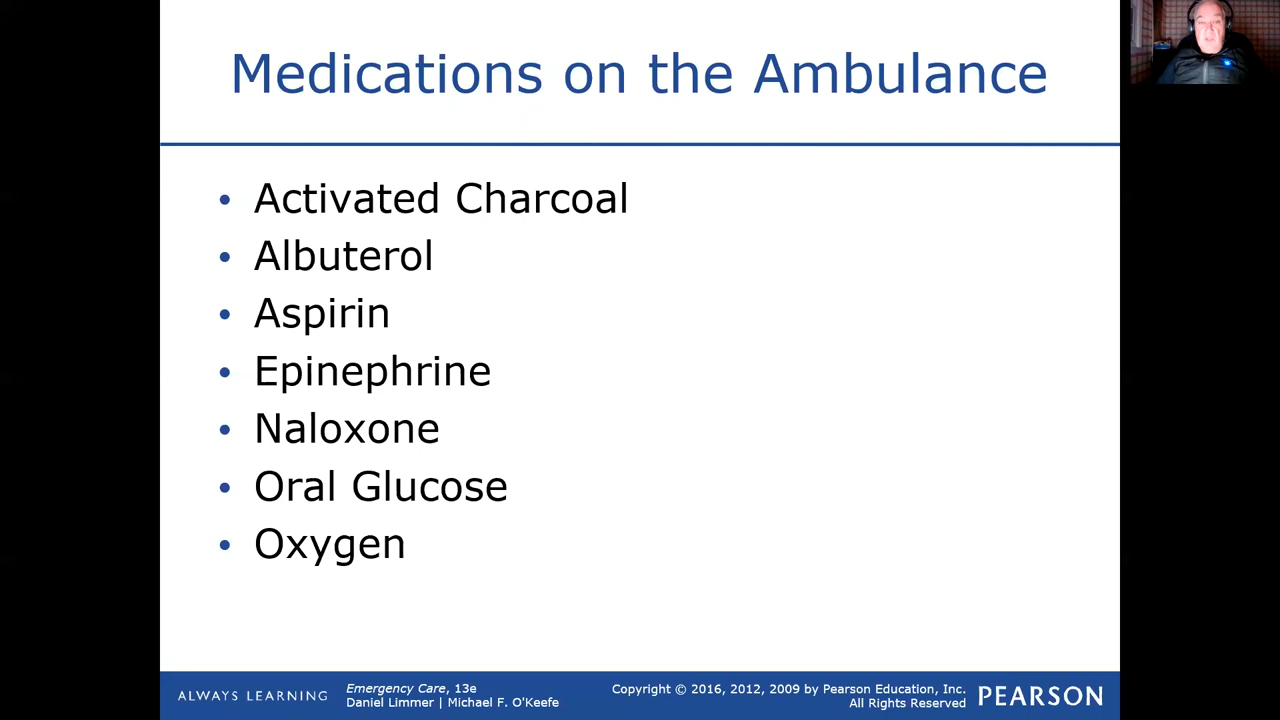 Medications on the Ambulance
• Activated Charcoal
• Albuterol
• Aspirin
• Epinephrine
• Naloxone
• Oral Glucose
• Oxygen
ALWAYS LEARNING
Emergency Care, 13e
Daniel Limmer | Michael F. O'Keefe
Copyright © 2016, 2012, 2009 by Pearson Education, Inc.
All Rights Reserved
PEARSON